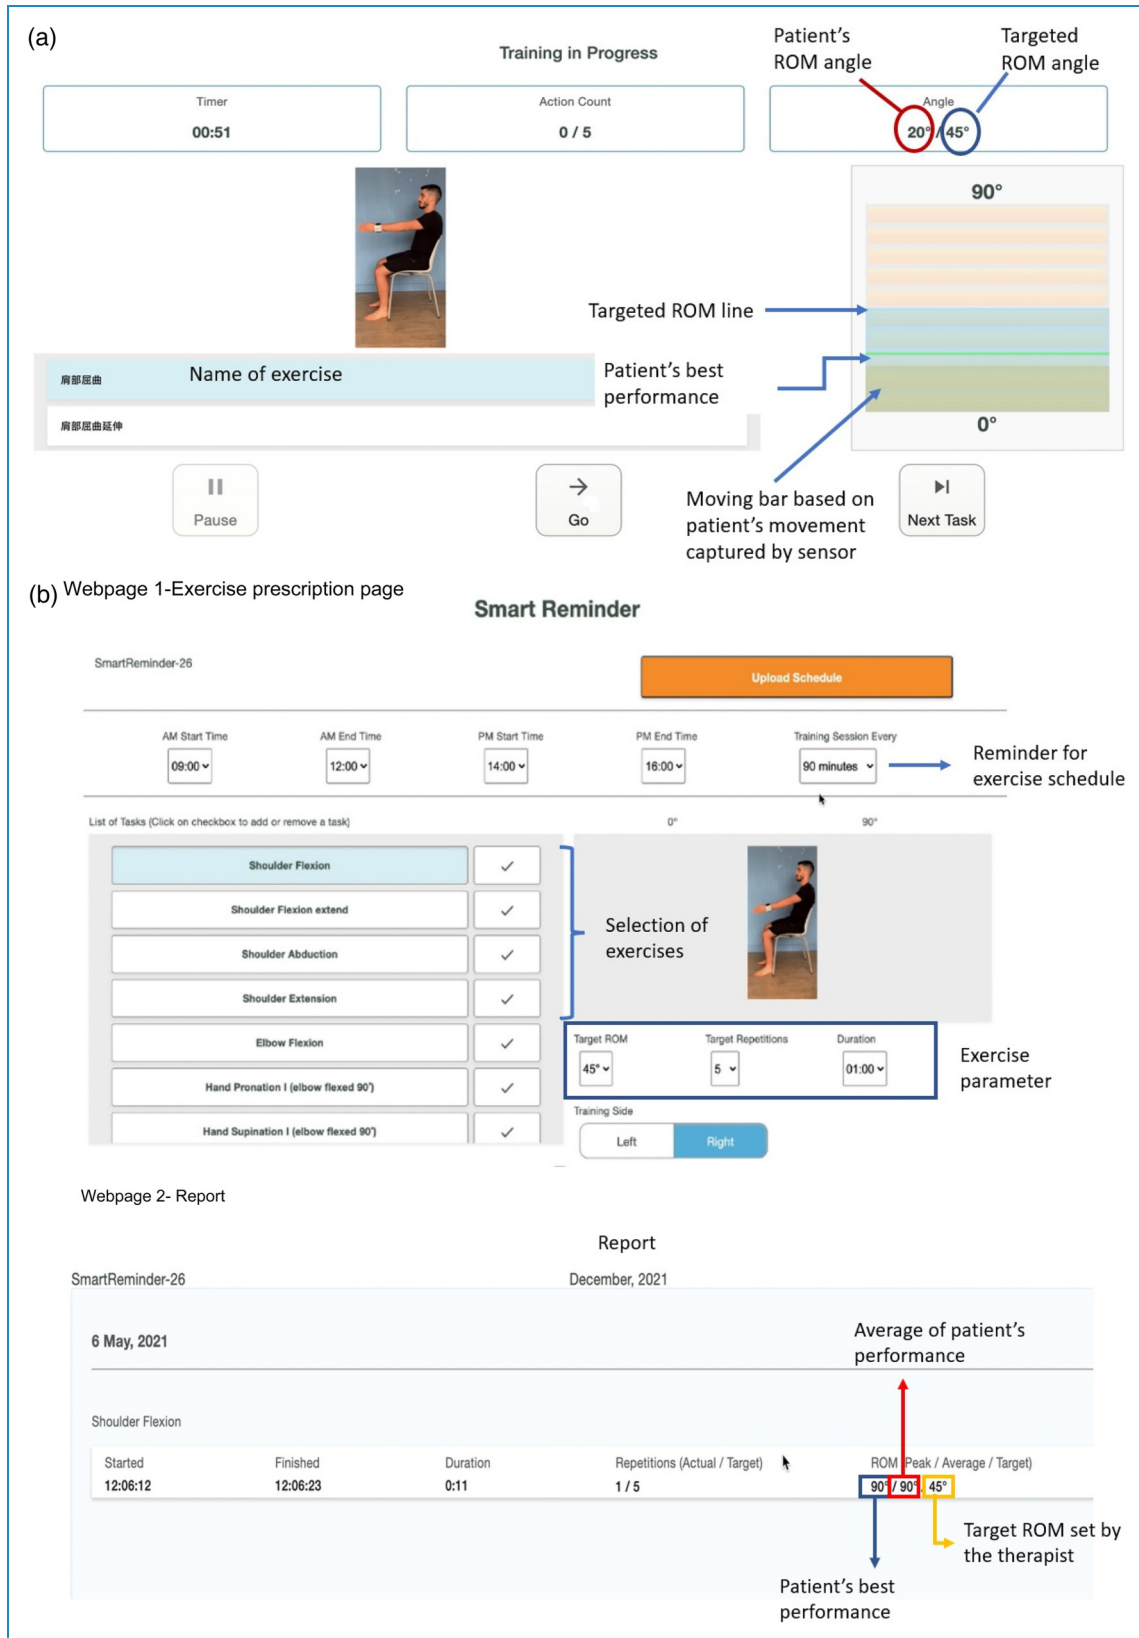 (a)
Patient's
ROM angle
Targeted
ROM angle
Training in Progress
Timer
00:51
Action Count
0 / 5
Angle
20° / 45°
90°
Targeted ROM line
Patient's best
performance
0°
肩部屈曲
Name of exercise
肩部屈曲延伸
Pause
Go
Next Task
Moving bar based on
patient's movement
captured by sensor
(b) Webpage 1-Exercise prescription page
Smart Reminder
SmartReminder-26
Upload Schedule
AM Start Time
09:00
AM End Time
12:00
PM Start Time
14:00
PM End Time
16:00
Training Session Every
90 minutes
Reminder for
exercise schedule
List of Tasks (Click on checkbox to add or remove a task)
0°
90°
Shoulder Flexion
Shoulder Flexion extend
Shoulder Abduction
Shoulder Extension
Elbow Flexion
Hand Pronation I (elbow flexed 90°)
Hand Supination I (elbow flexed 90°)
Selection of
exercises
Target ROM
45°
Target Repetitions
5
Duration
01:00
Exercise
parameter
Training Side
Left
Right
Webpage 2- Report
Report
SmartReminder-26
December, 2021
6 May, 2021
Average of patient's
performance
Shoulder Flexion
Started
12:06:12
Finished
12:06:23
Duration
0:11
Repetitions (Actual / Target)
1 / 5
ROM (Peak / Average / Target)
90° / 90° 45°
Target ROM set by
the therapist
Patient's best
performance